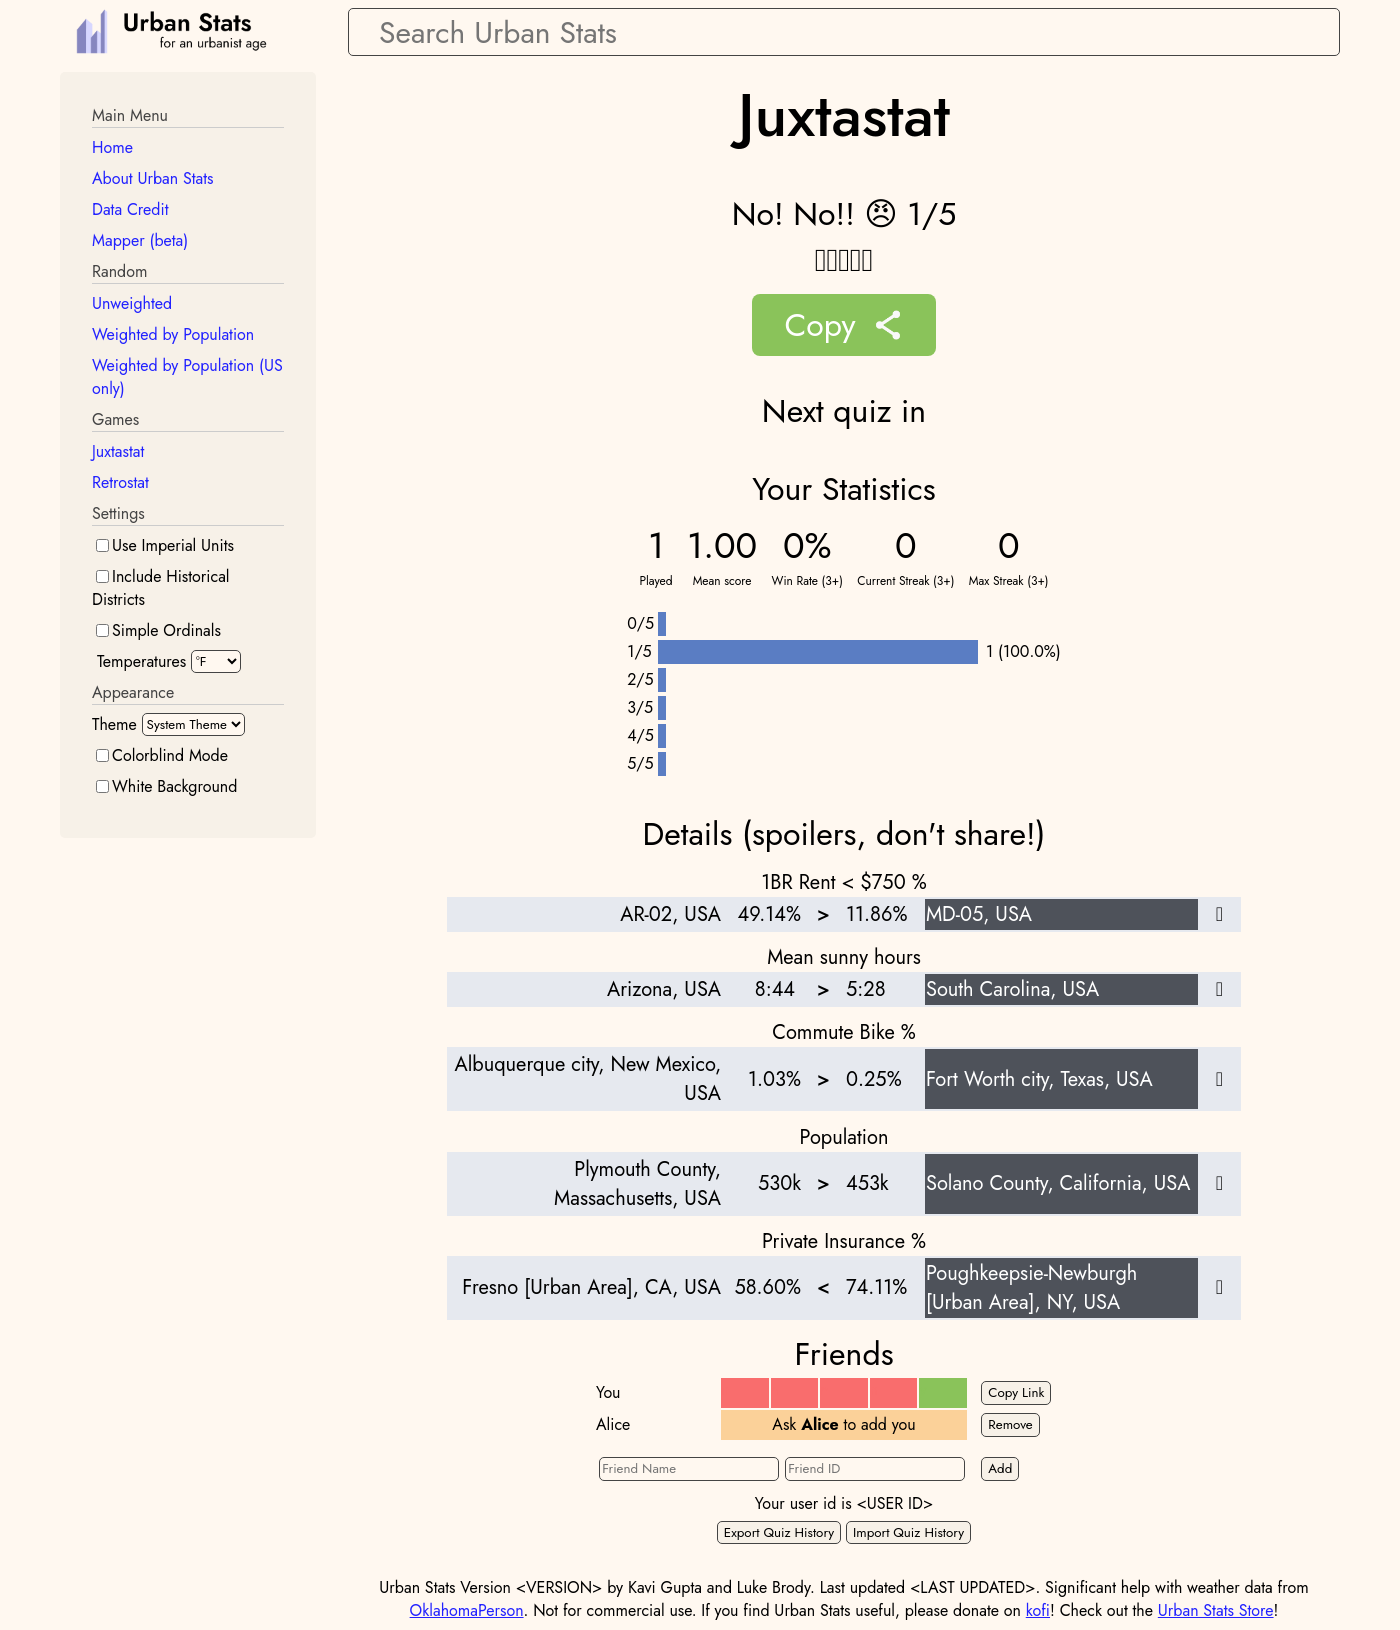 Urban Stats
for an urbanist age
Search Urban Stats
Main Menu
Home
About Urban Stats
Data Credit
Mapper (beta)
Random
Unweighted
Weighted by Population
Weighted by Population (US
only)
Games
Juxtastat
Retrostat
Settings
Use Imperial Units
Include Historical
Districts
Simple Ordinals
Temperatures °F
Appearance
Theme System Theme
Colorblind Mode
White Background
Juxtastat
No! No!! 😠 1/5
Copy
Next quiz in
Your Statistics
1 1.00 0% 0 0
Played Mean score Win Rate (3+) Current Streak (3+) Max Streak (3+)
0/5
1/5 1 (100.0%)
2/5
3/5
4/5
5/5
Details (spoilers, don't share!)
1BR Rent < $750 %
AR-02, USA 49.14% > 11.86% MD-05, USA
Mean sunny hours
Arizona, USA 8:44 > 5:28 South Carolina, USA
Commute Bike %
Albuquerque city, New Mexico,
USA 1.03% > 0.25% Fort Worth city, Texas, USA
Population
Plymouth County,
Massachusetts, USA 530k > 453k Solano County, California, USA
Private Insurance %
Fresno [Urban Area], CA, USA 58.60% < 74.11% Poughkeepsie-Newburgh
[Urban Area], NY, USA
Friends
You Copy Link
Alice Ask Alice to add you Remove
Friend Name Friend ID Add
Your user id is <USER ID>
Export Quiz History Import Quiz History
Urban Stats Version <VERSION> by Kavi Gupta and Luke Brody. Last updated <LAST UPDATED>. Significant help with weather data from
OklahomaPerson. Not for commercial use. If you find Urban Stats useful, please donate on kofi! Check out the Urban Stats Store!